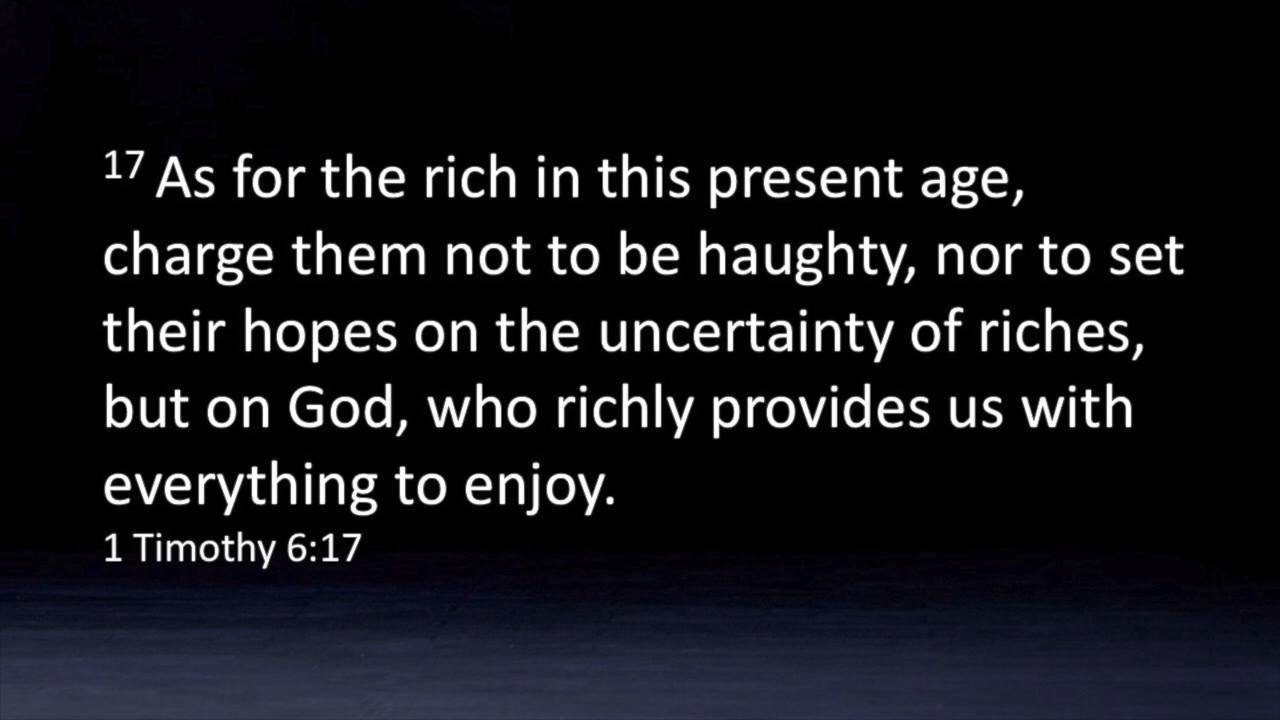 17 As for the rich in this present age,
charge them not to be haughty, nor to set
their hopes on the uncertainty of riches,
but on God, who richly provides us with
everything to enjoy.
1 Timothy 6:17